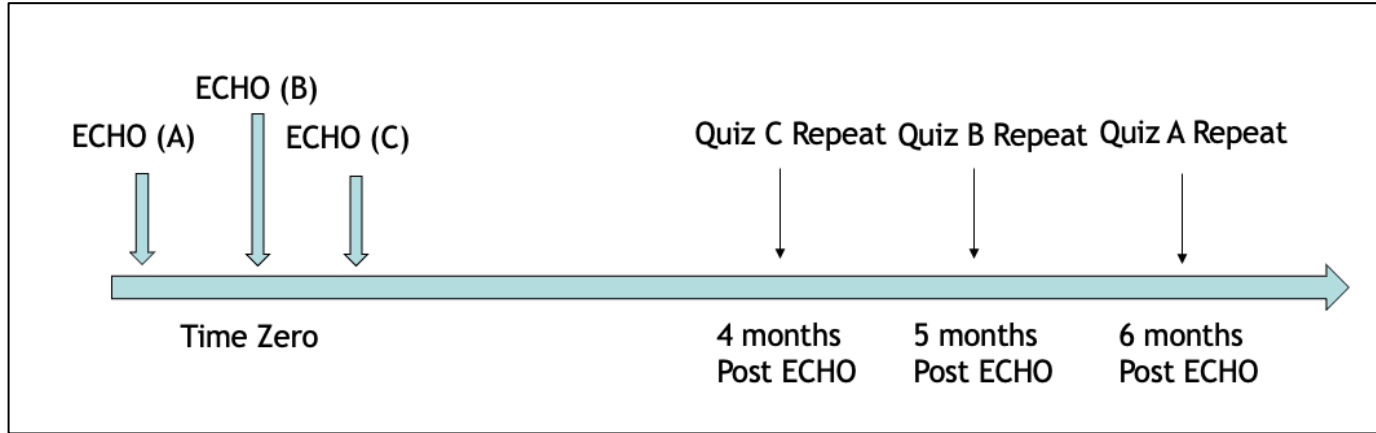 ECHO (B)
ECHO (A)
ECHO (C)
Quiz C Repeat
Quiz B Repeat
Quiz A Repeat
Time Zero
4 months
Post ECHO
5 months
Post ECHO
6 months
Post ECHO